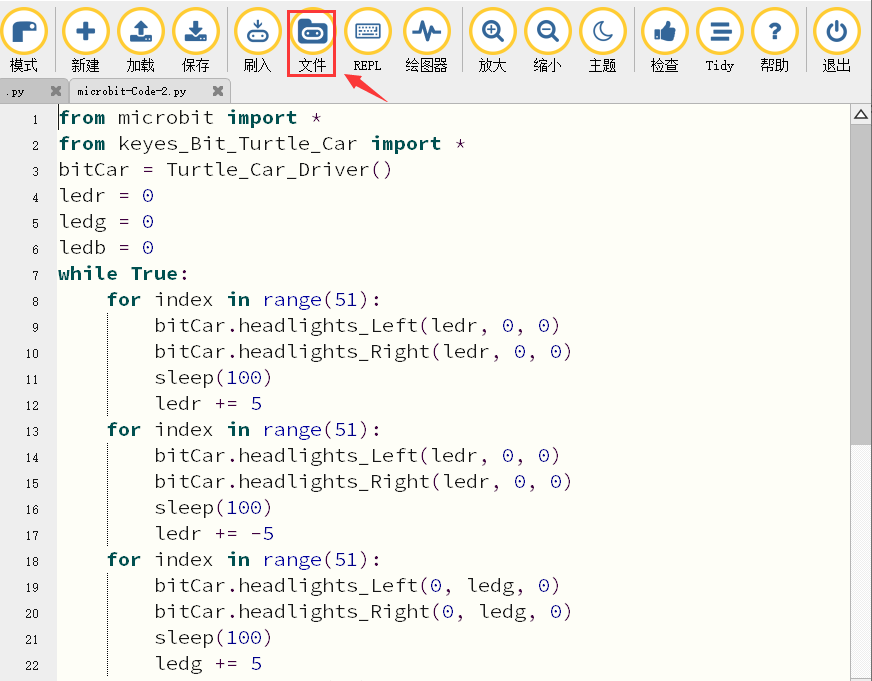 模式 新建 加载 保存 刷入 文件 REPL 绘图器 放大 缩小 主题 检查 Tidy 帮助 退出
.py microbit-Code-2.py
1 from microbit import *
2 from keyes_Bit_Turtle_Car import *
3 bitCar = Turtle_Car_Driver()
4 ledr = 0
5 ledg = 0
6 ledb = 0
7 while True:
8 for index in range(51):
9 bitCar.headlights_Left(ledr, 0, 0)
10 bitCar.headlights_Right(ledr, 0, 0)
11 sleep(100)
12 ledr += 5
13 for index in range(51):
14 bitCar.headlights_Left(ledr, 0, 0)
15 bitCar.headlights_Right(ledr, 0, 0)
16 sleep(100)
17 ledr += -5
18 for index in range(51):
19 bitCar.headlights_Left(0, ledg, 0)
20 bitCar.headlights_Right(0, ledg, 0)
21 sleep(100)
22 ledg += 5